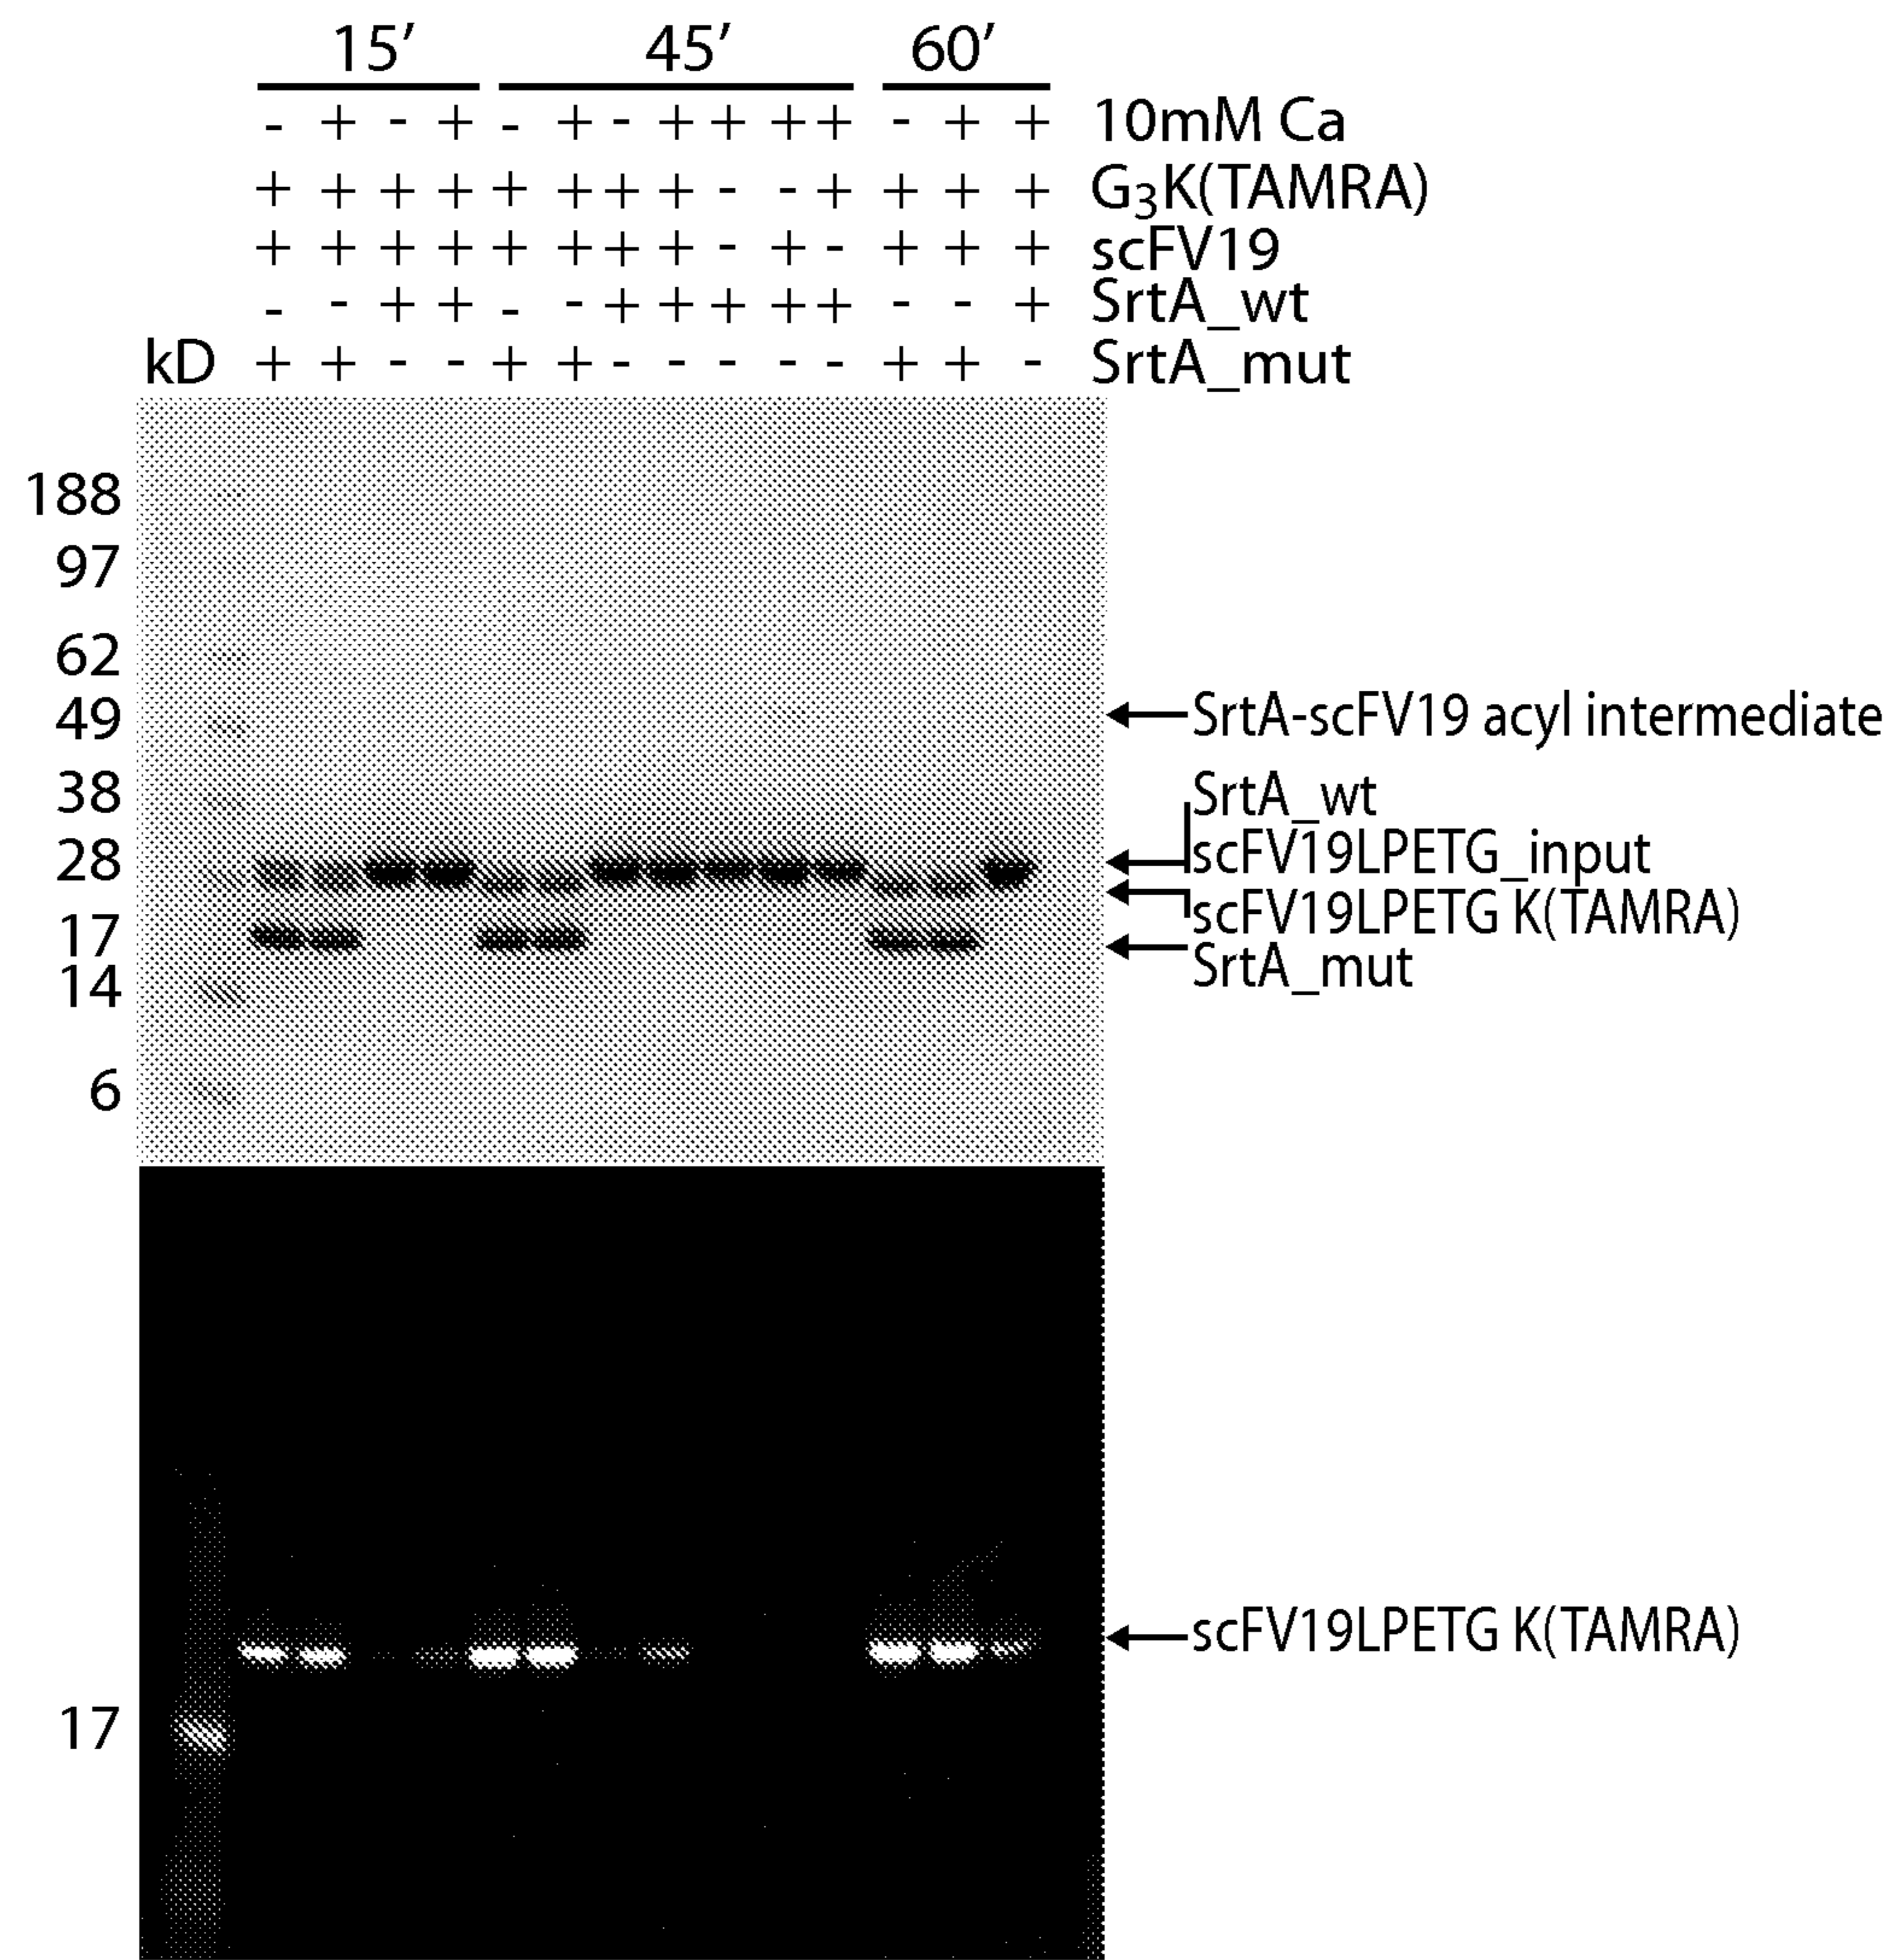 15’ 45’ 60’
- + - + - + - + + + + - + + 10mM Ca
+ + + + + + + + - - + + + + G₃K(TAMRA)
+ + + + + + + + - + - + + + scFV19
- - + + - - + + + + + - - + SrtA_wt
kD + + - - + + - - - - - + + - SrtA_mut
188
97
62
49 SrtA-scFV19 acyl intermediate
38 SrtA_wt
28 scFV19LPETG_input
17 scFV19LPETG K(TAMRA)
14 SrtA_mut
6
scFV19LPETG K(TAMRA)
17